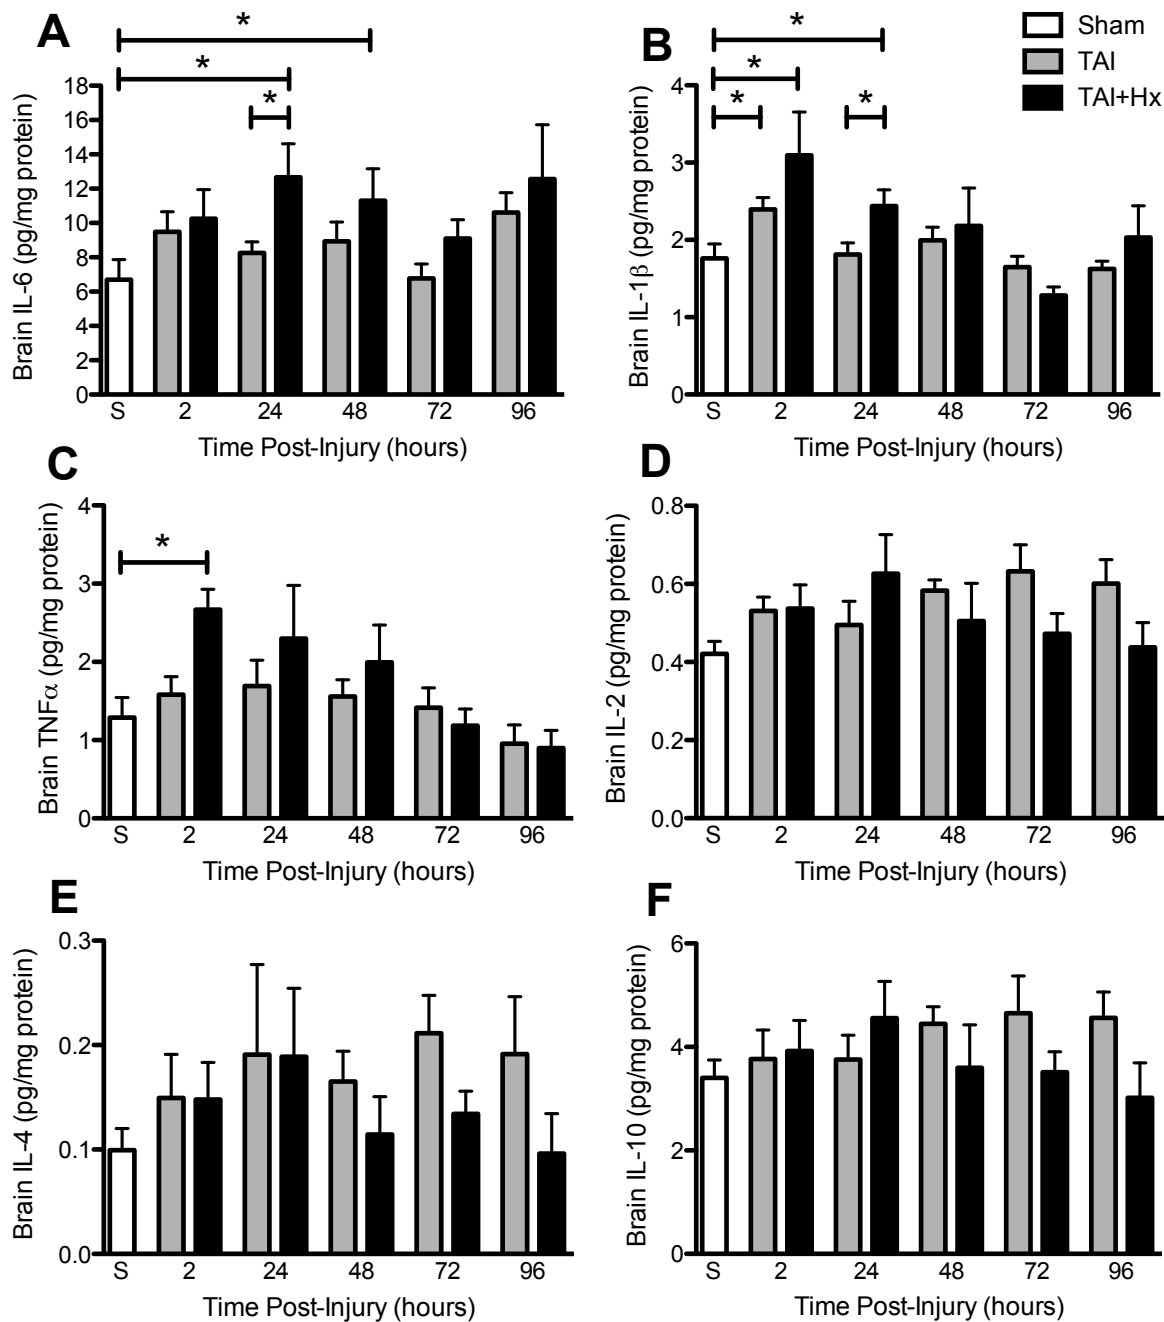 A
B
Sham
TAI
TAI+Hx
* * *
* * * *
Brain IL-6 (pg/mg protein)
18
16
14
12
10
8
6
4
2
0
S 2 24 48 72 96
Time Post-Injury (hours)
Brain IL-1β (pg/mg protein)
4
3
2
1
0
S 2 24 48 72 96
Time Post-Injury (hours)
C
*
Brain TNFα (pg/mg protein)
4
3
2
1
0
S 2 24 48 72 96
Time Post-Injury (hours)
D
Brain IL-2 (pg/mg protein)
0.8
0.6
0.4
0.2
0.0
S 2 24 48 72 96
Time Post-Injury (hours)
E
Brain IL-4 (pg/mg protein)
0.3
0.2
0.1
0.0
S 2 24 48 72 96
Time Post-Injury (hours)
F
Brain IL-10 (pg/mg protein)
6
4
2
0
S 2 24 48 72 96
Time Post-Injury (hours)